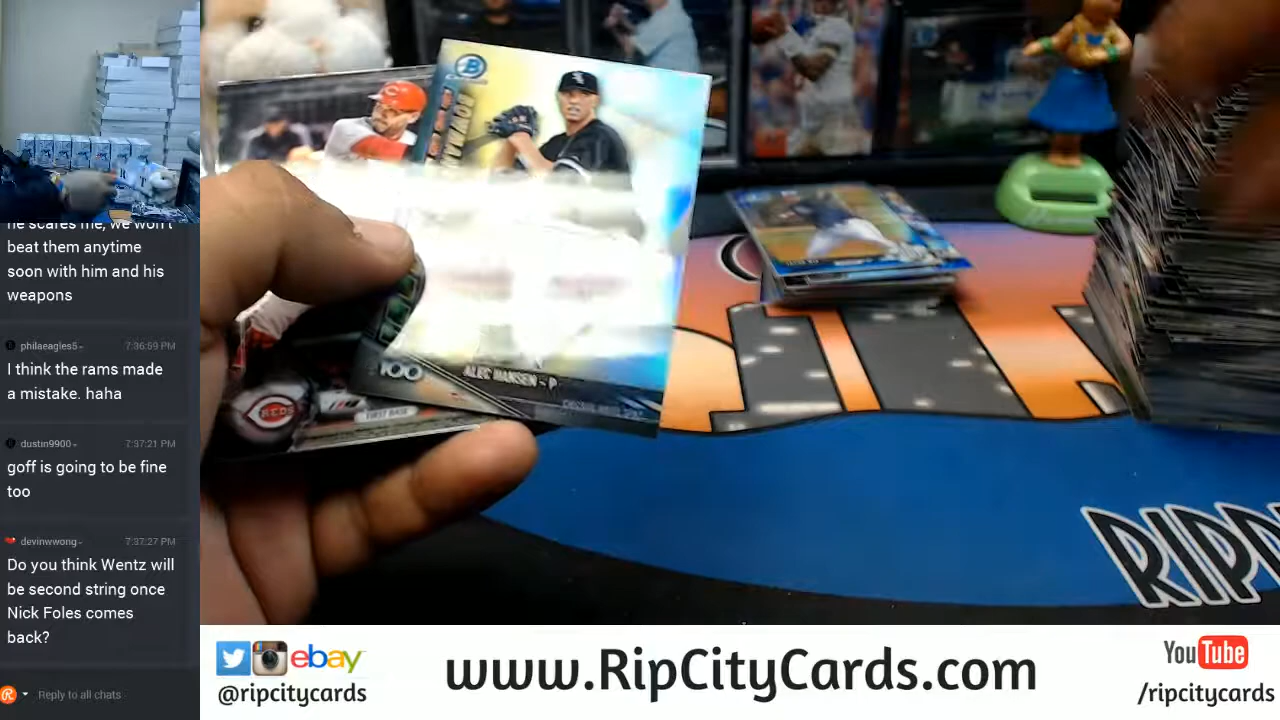 he scares me, we won't
beat them anytime
soon with him and his
weapons
philaeagles5
7:36:59 PM
I think the rams made
a mistake. haha
dustin9900
7:37:21 PM
goff is going to be fine
too
devinwwong
7:37:27 PM
Do you think Wentz will
be second string once
Nick Foles comes
back?
Reply to all chats
B
100
ALEC HANSEN - P
REDS
FIRST BASE
RIPP
ebay
@ripcitycards
www.RipCityCards.com
YouTube
/ripcitycards